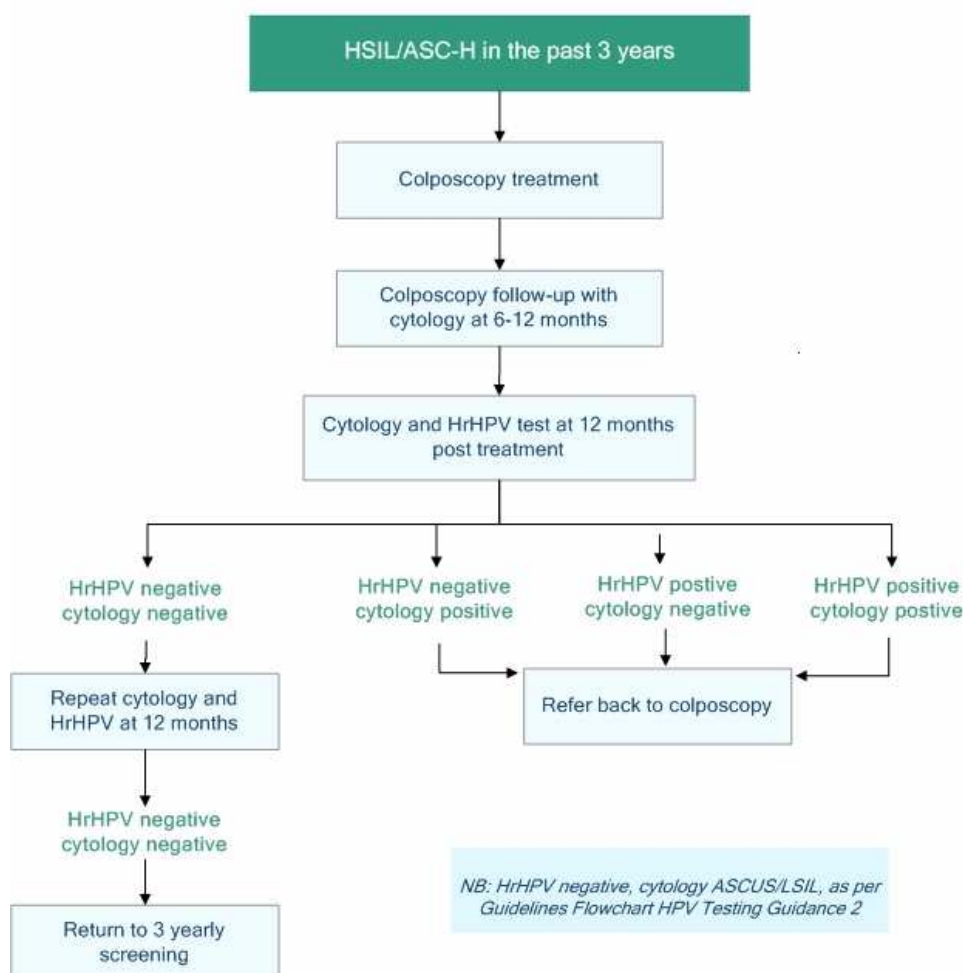 HSIL/ASC-H in the past 3 years
Colposcopy treatment
Colposcopy follow-up with
cytology at 6-12 months
Cytology and HrHPV test at 12 months
post treatment
HrHPV negative
cytology negative
HrHPV negative
cytology positive
HrHPV postive
cytology negative
HrHPV positive
cytology postive
Repeat cytology and
HrHPV at 12 months
Refer back to colposcopy
HrHPV negative
cytology negative
NB: HrHPV negative, cytology ASCUS/LSIL, as per
Guidelines Flowchart HPV Testing Guidance 2
Return to 3 yearly
screening